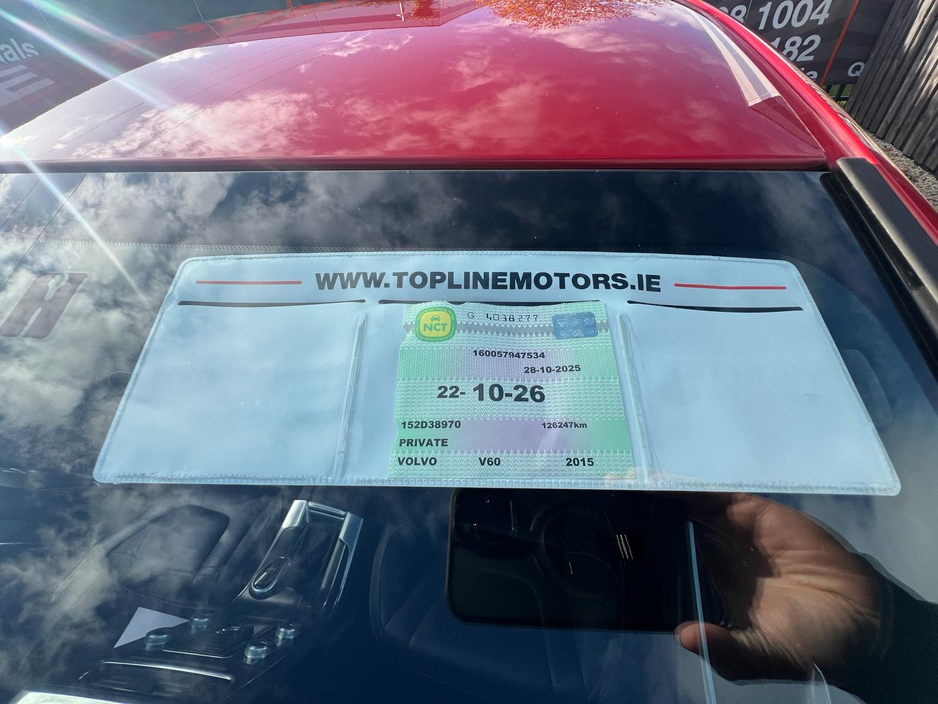 1004
182
WWW.TOPLINEMOTORS.IE
NCT
G 4038277
160057947534
28-10-2025
22-10-26
152D38970 126247km
PRIVATE
VOLVO V60 2015